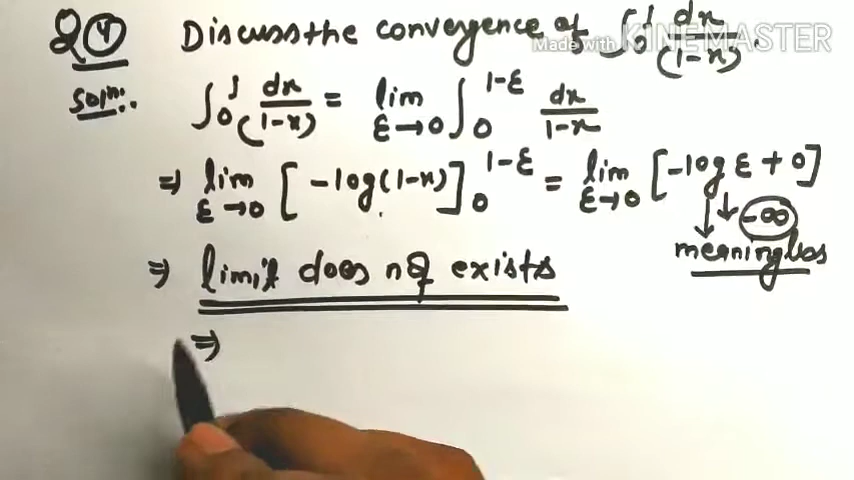 Q④ Discuss the convergence of ∫₀¹ dx/(1-x).
Made with KINEMASTER
Soln:. ∫₀¹ dx/(1-x) = lim ε→0 ∫₀^(1-ε) dx/1-x
⇒ lim ε→0 [-log(1-x)]₀^(1-ε) = lim ε→0 [-log ε + 0]
↓ ↓ -∞
meaningless
⇒ limit does not exists
⇒